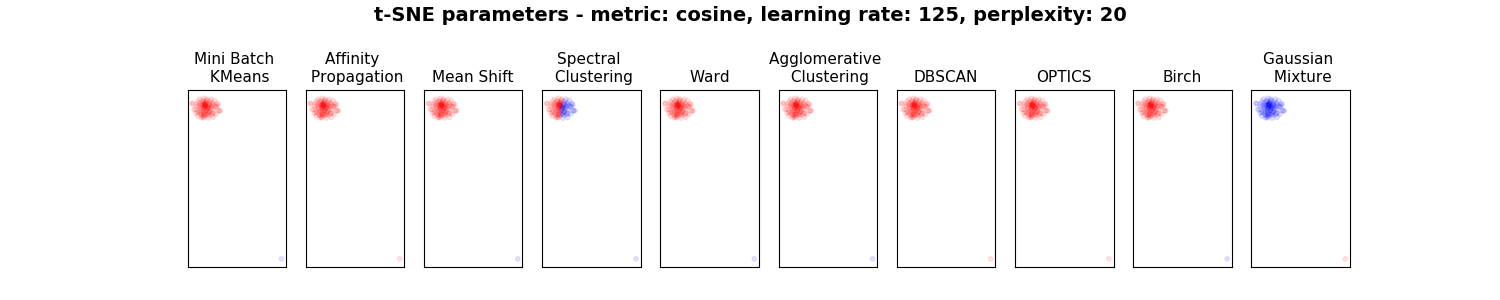 t-SNE parameters - metric: cosine, learning rate: 125, perplexity: 20
Mini Batch
KMeans
Affinity
Propagation
Mean Shift
Spectral
Clustering
Ward
Agglomerative
Clustering
DBSCAN
OPTICS
Birch
Gaussian
Mixture